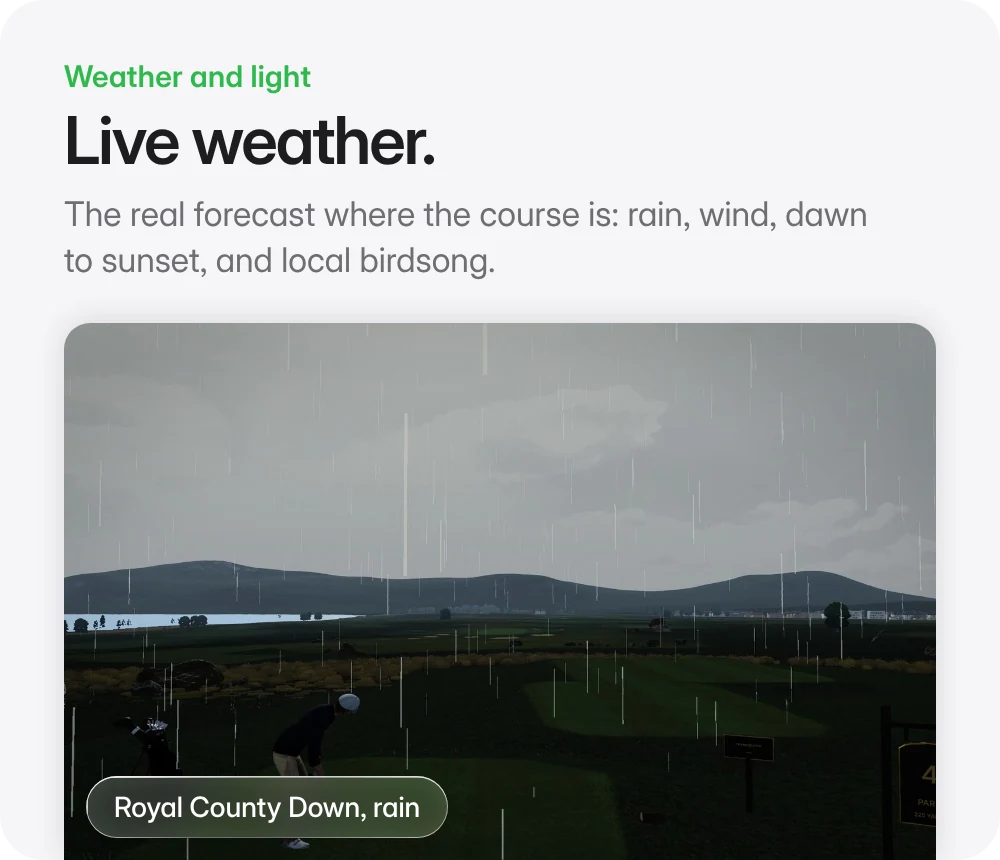 Weather and light
Live weather.
The real forecast where the course is: rain, wind, dawn
to sunset, and local birdsong.
4
PAR
Royal County Down, rain